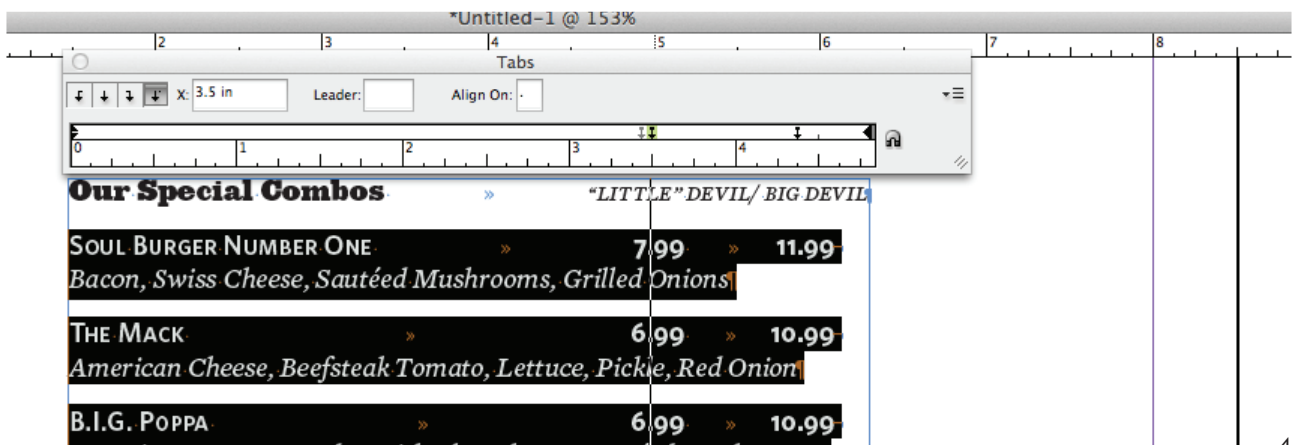 *Untitled-1 @ 153%
2 3 4 5 6 7 8
Tabs
X: 3.5 in Leader: Align On: .
0 1 2 3 4
Our Special Combos » “LITTLE” DEVIL/ BIG DEVIL¶
SOUL BURGER NUMBER ONE » 7.99 » 11.99¬
Bacon, Swiss Cheese, Sautéed Mushrooms, Grilled Onions¶
THE MACK » 6.99 » 10.99¬
American Cheese, Beefsteak Tomato, Lettuce, Pickle, Red Onion¶
B.I.G. POPPA » 6.99 » 10.99¬